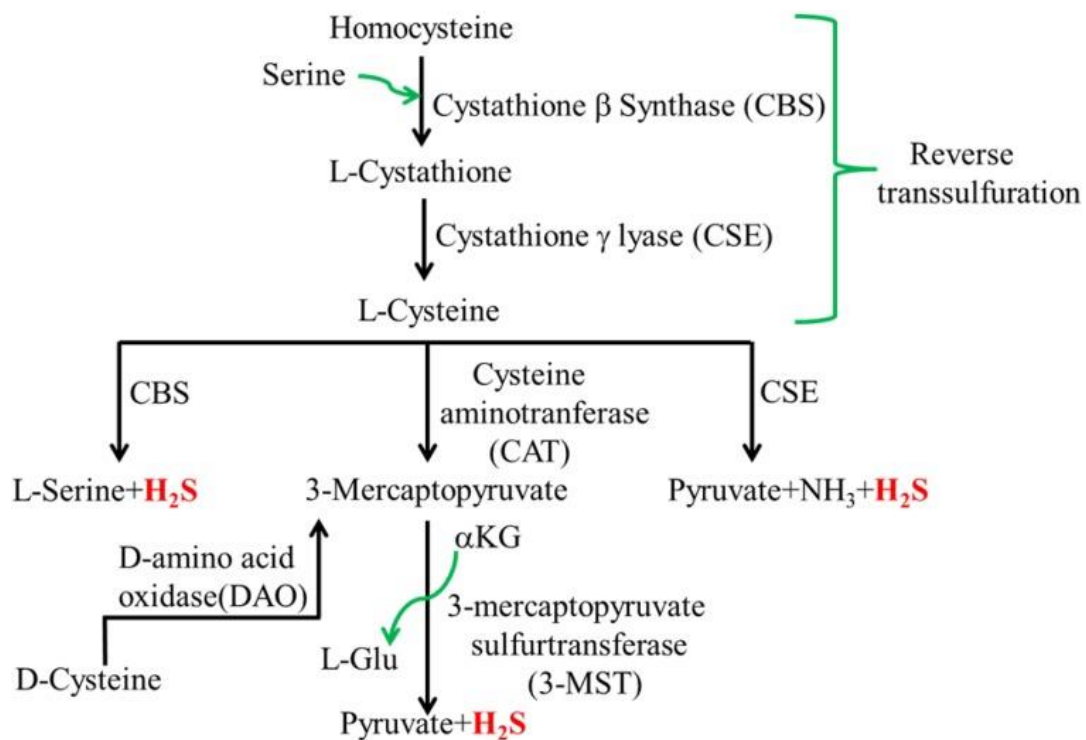 Homocysteine
Serine
Cystathione β Synthase (CBS)
L-Cystathione
Reverse
transsulfuration
Cystathione γ lyase (CSE)
L-Cysteine
CBS
Cysteine
aminotranferase
(CAT)
CSE
L-Serine+H₂S
3-Mercaptopyruvate
Pyruvate+NH₃+H₂S
D-amino acid
oxidase(DAO)
αKG
3-mercaptopyruvate
sulfurtransferase
(3-MST)
L-Glu
D-Cysteine
Pyruvate+H₂S